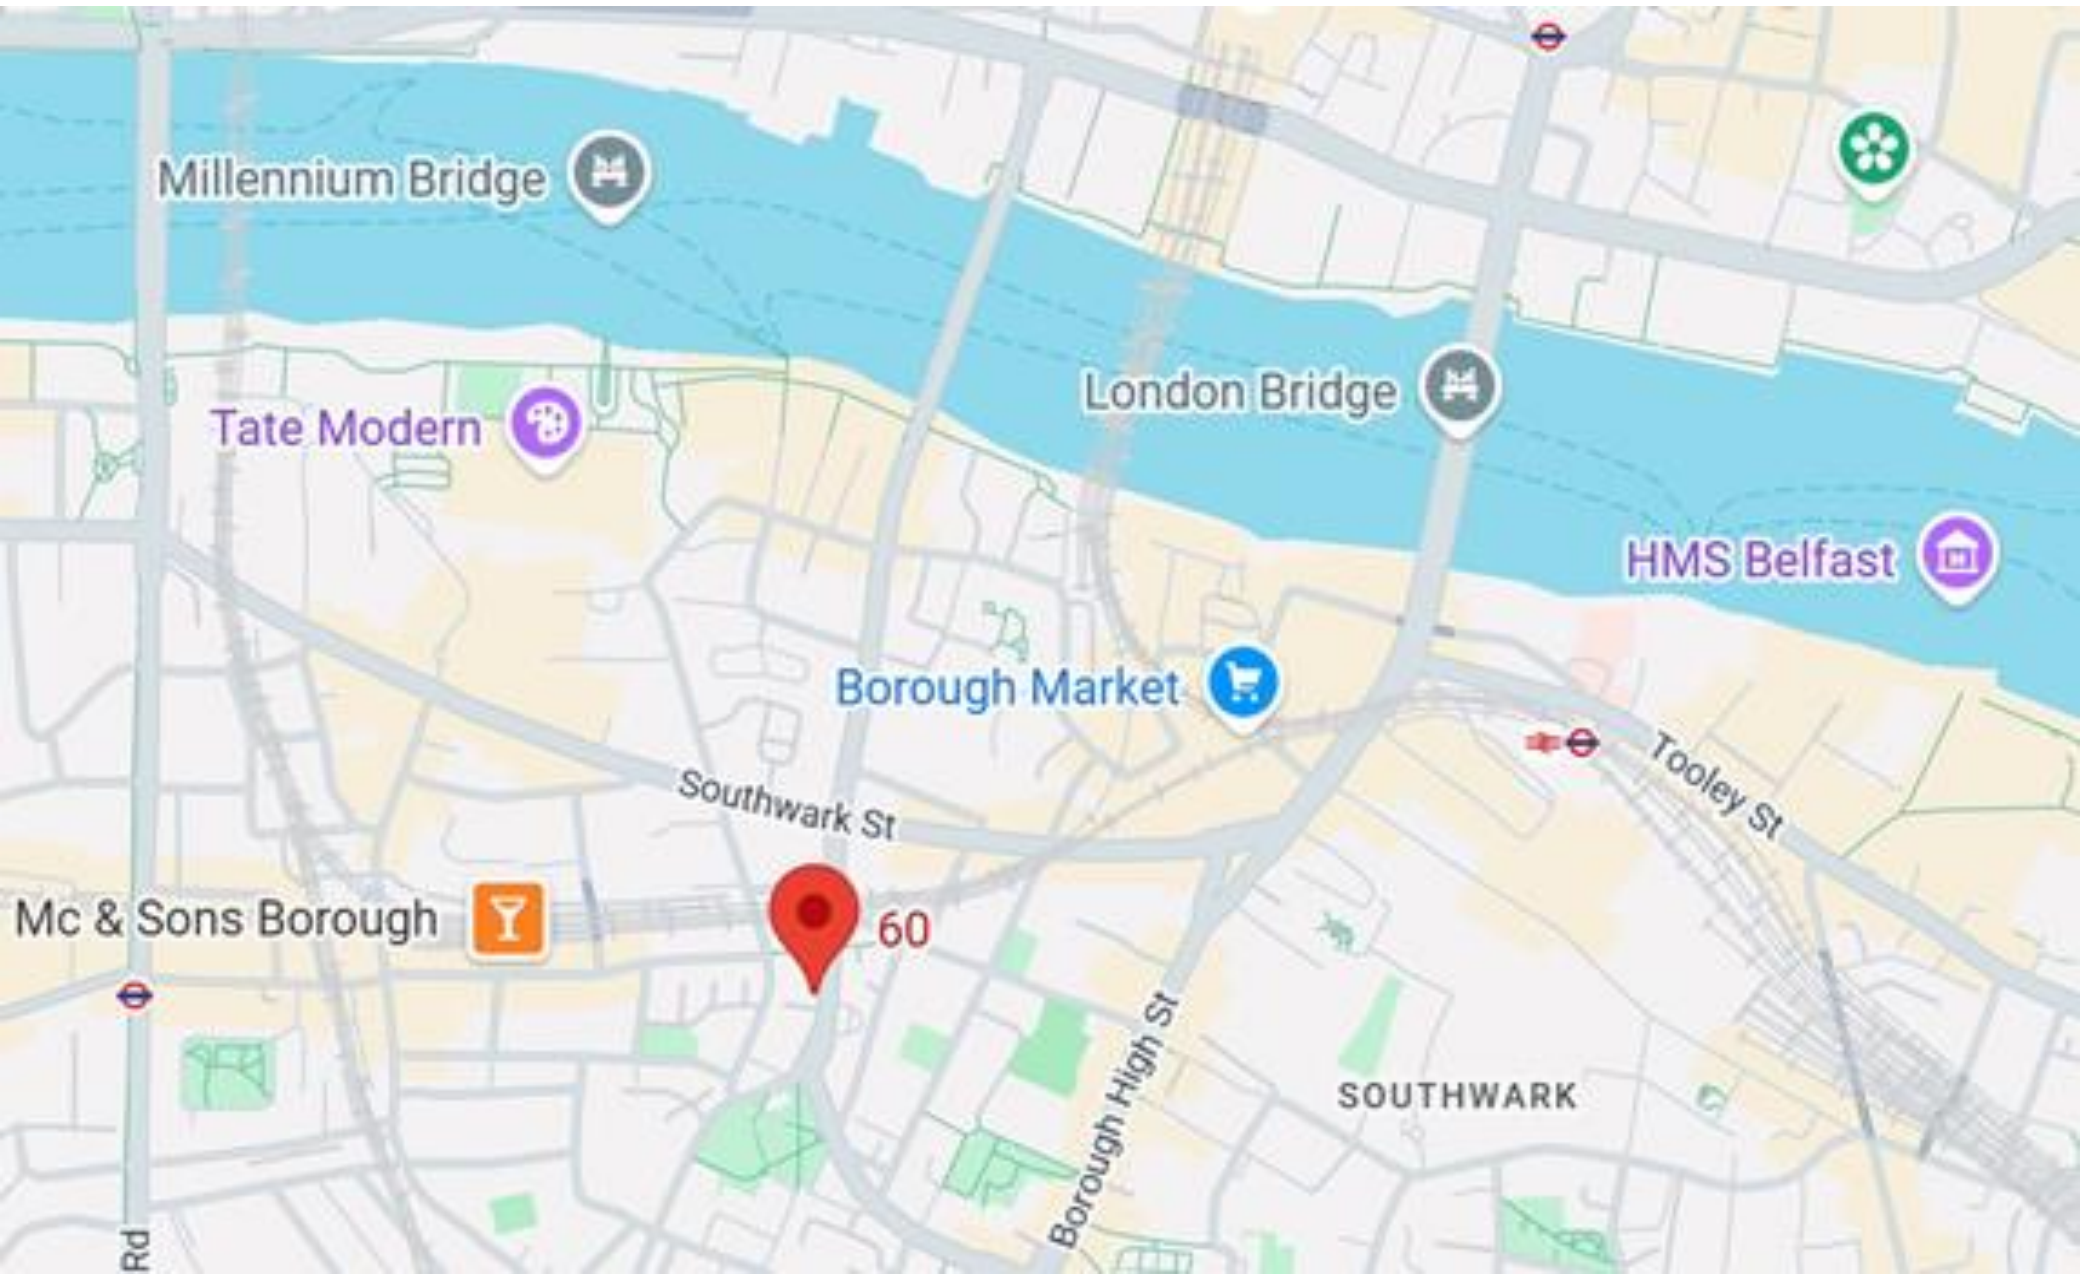 Millennium Bridge
London Bridge
Tate Modern
HMS Belfast
Borough Market
Tooley St
Southwark St
Mc & Sons Borough
60
Borough High St
SOUTHWARK
Rd